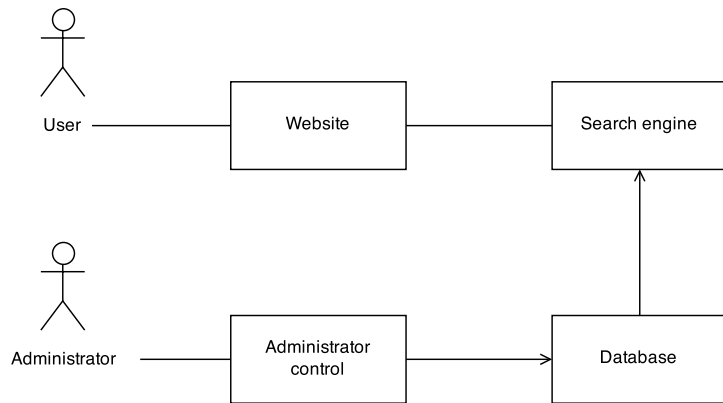 User
Website
Search engine
Administrator
Administrator
control
Database